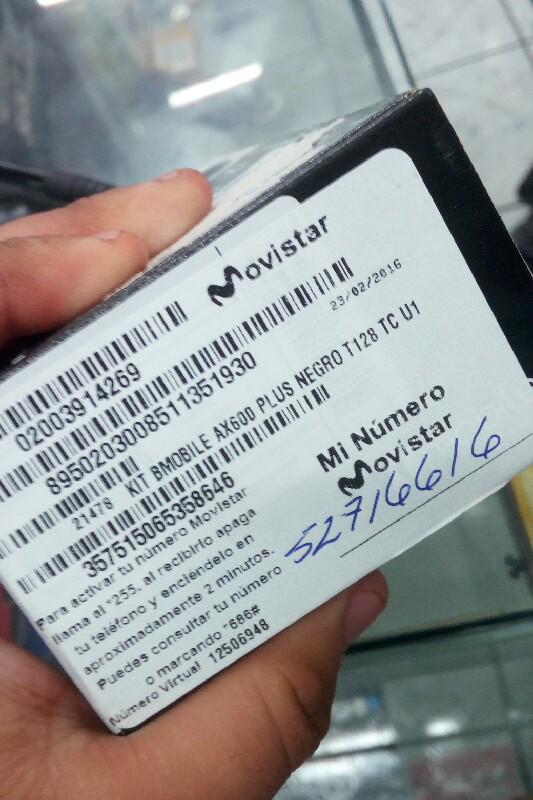 Movistar
23/02/2016
02003914269
8950203008511351930
21478 KIT BMOBILE AX600 PLUS NEGRO T128 TC U1
357515065358646
Mi Número
Movistar
52716616
Para activar tu número Movistar
llama al *255, al recibirlo apaga
tu teléfono y enciéndelo en
aproximadamente 2 minutos.
Puedes consultar tu número
o marcando *686#
Número Virtual 12506948